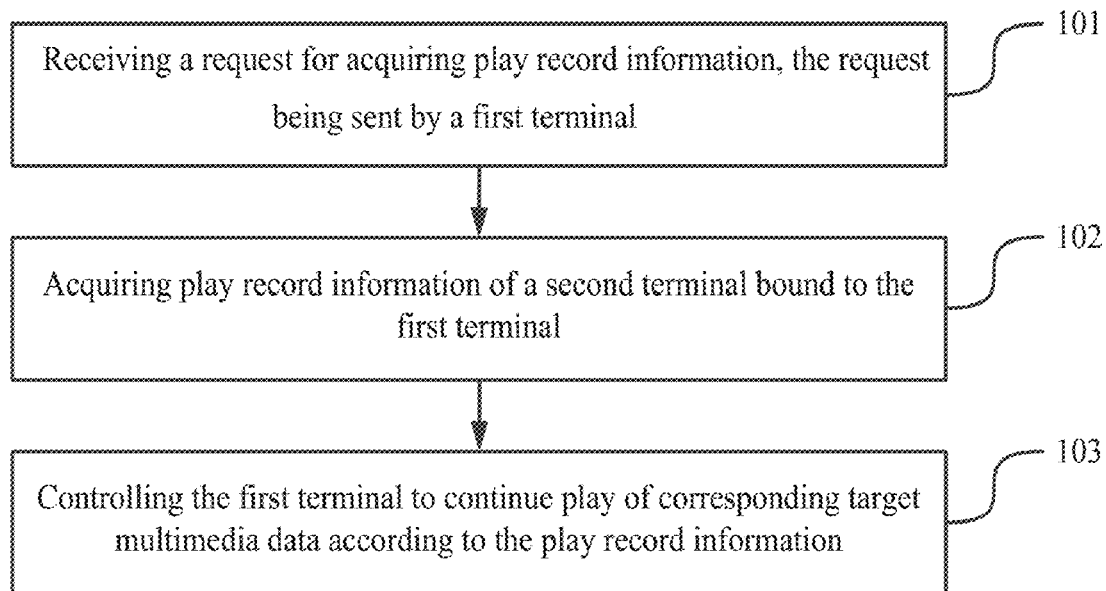 101
Receiving a request for acquiring play record information, the request
being sent by a first terminal
102
Acquiring play record information of a second terminal bound to the
first terminal
103
Controlling the first terminal to continue play of corresponding target
multimedia data according to the play record information